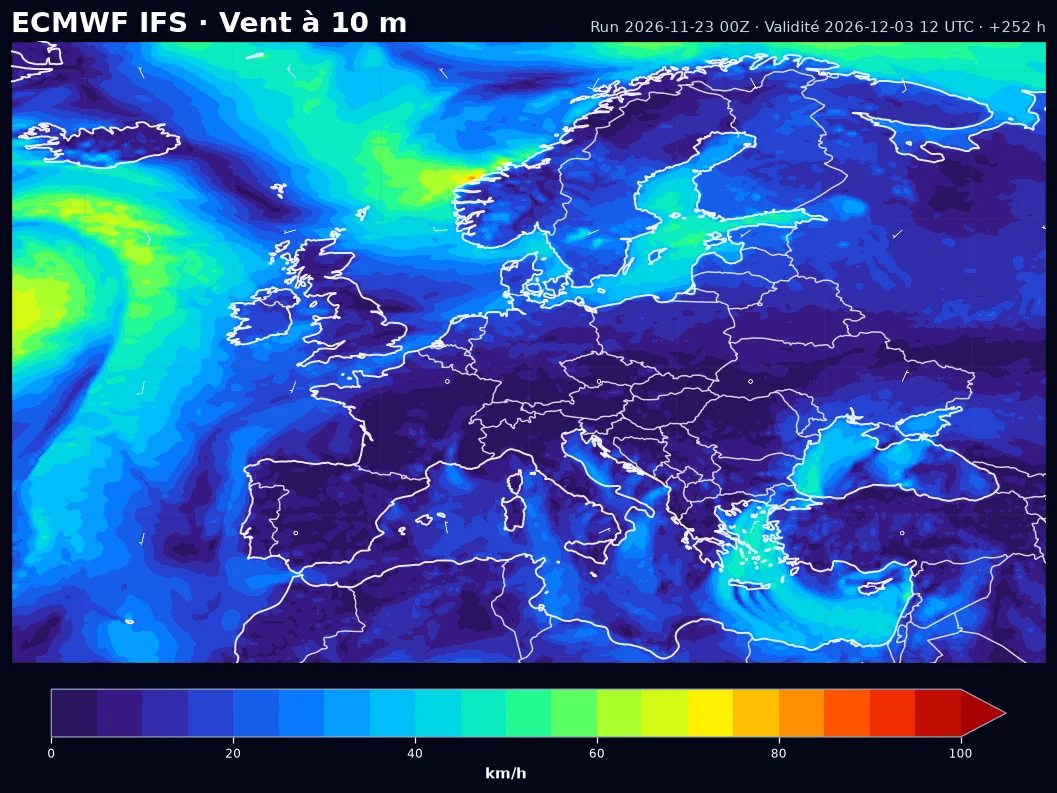 ECMWF IFS · Vent à 10 m
Run 2026-11-23 00Z · Validité 2026-12-03 12 UTC · +252 h
0 20 40 60 80 100
km/h